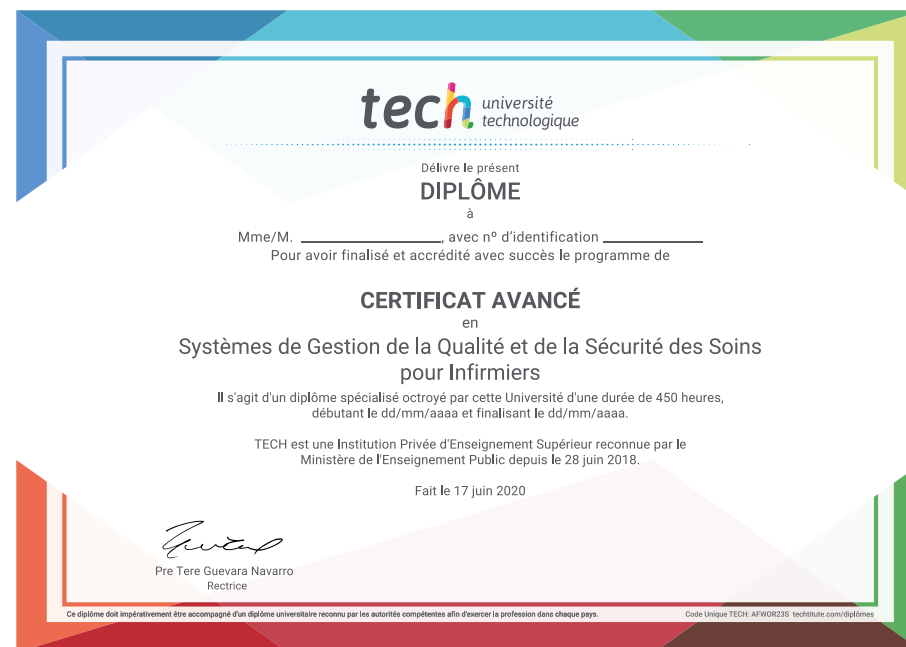 tech université
technologique
Délivre le présent
DIPLÔME
à
Mme/M. ____________________, avec nº d'identification ______________
Pour avoir finalisé et accrédité avec succès le programme de
CERTIFICAT AVANCÉ
en
Systèmes de Gestion de la Qualité et de la Sécurité des Soins
pour Infirmiers
Il s'agit d'un diplôme spécialisé octroyé par cette Université d'une durée de 450 heures,
débutant le dd/mm/aaaa et finalisant le dd/mm/aaaa.
TECH est une Institution Privée d'Enseignement Supérieur reconnue par le
Ministère de l'Enseignement Public depuis le 28 juin 2018.
Fait le 17 juin 2020
Pre Tere Guevara Navarro
Rectrice
Ce diplôme doit impérativement être accompagné d'un diplôme universitaire reconnu par les autorités compétentes afin d'exercer la profession dans chaque pays.
Code Unique TECH: AFWOR23S techtitute.com/diplômes